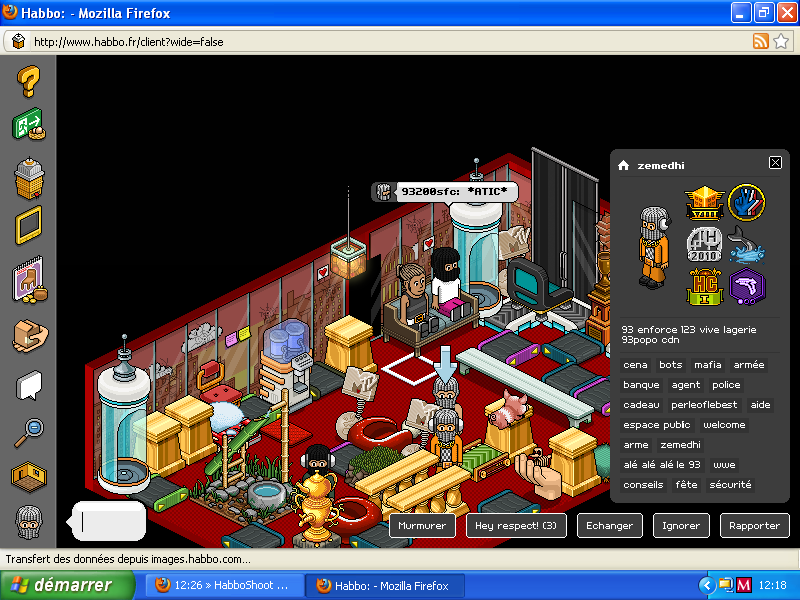 Habbo: - Mozilla Firefox
http://www.habbo.fr/client?wide=false
93200sfc: *ATIC*
zemedhi
VIII
H
2010
HC
I
93 enforce 123 vive lagerie
93popo cdn
cena bots mafia armée
banque agent police
cadeau perleoflebest aide
espace public welcome
arme zemedhi
alé alé alé le 93 wwe
conseils fête sécurité
Murmurer Hey respect! (3) Echanger Ignorer Rapporter
Transfert des données depuis images.habbo.com...
démarrer 12:26 » HabboShoot ... Habbo: - Mozilla Firefox M 12:18